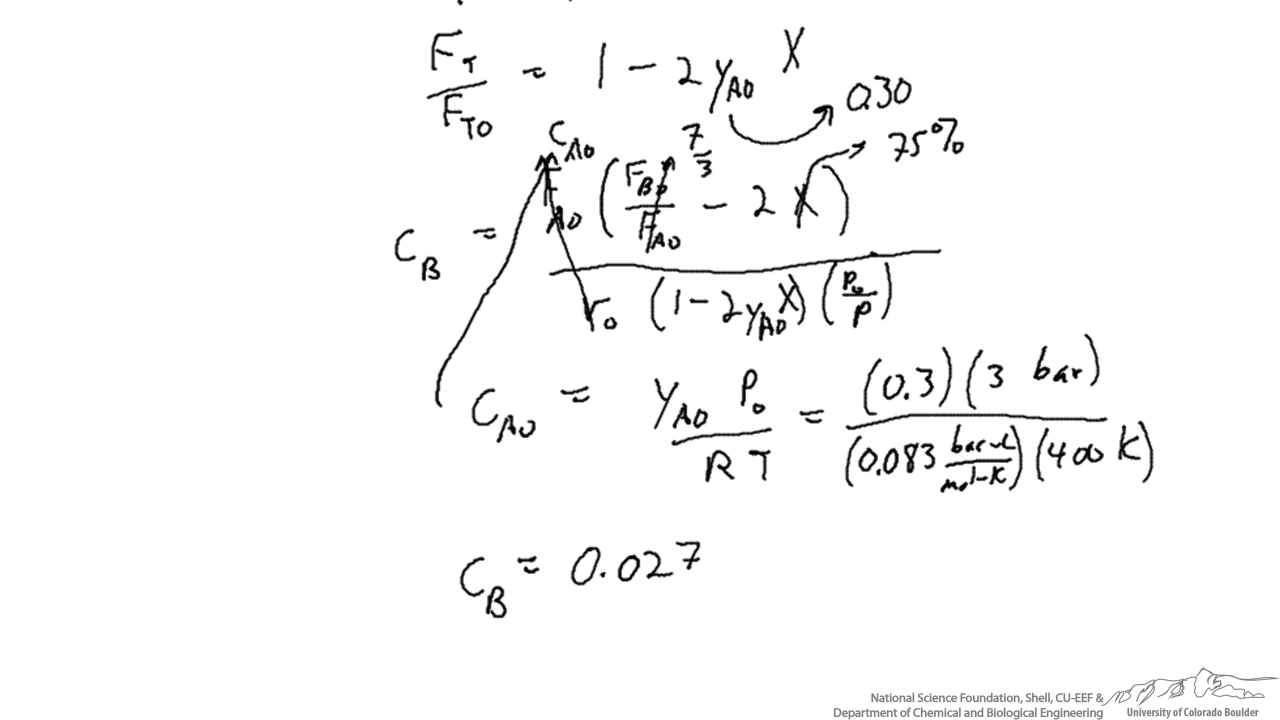 F_T / F_T0 = 1 - 2 y_A0 X
0.30
75%
C_A0
7/3
C_B = F_A0 (F_B0 / F_A0 - 2 X)
v_0 (1 - 2 y_A0 X) (P_0 / P)
C_A0 = y_A0 P_0 / R T = (0.3) (3 bar) / (0.083 bar-L / mol-K) (400 K)
C_B = 0.027
National Science Foundation, Shell, CU-EEF &
Department of Chemical and Biological Engineering
University of Colorado Boulder